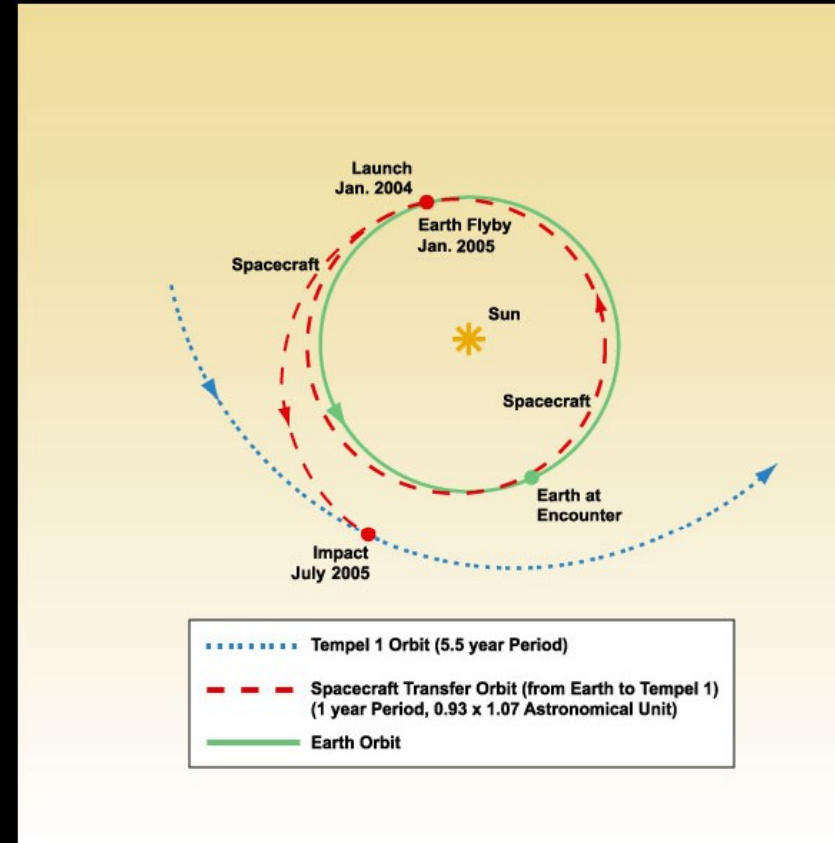 Launch
Jan. 2004
Earth Flyby
Jan. 2005
Spacecraft
Sun
Spacecraft
Earth at
Encounter
Impact
July 2005
Tempel 1 Orbit (5.5 year Period)
Spacecraft Transfer Orbit (from Earth to Tempel 1)
(1 year Period, 0.93 x 1.07 Astronomical Unit)
Earth Orbit